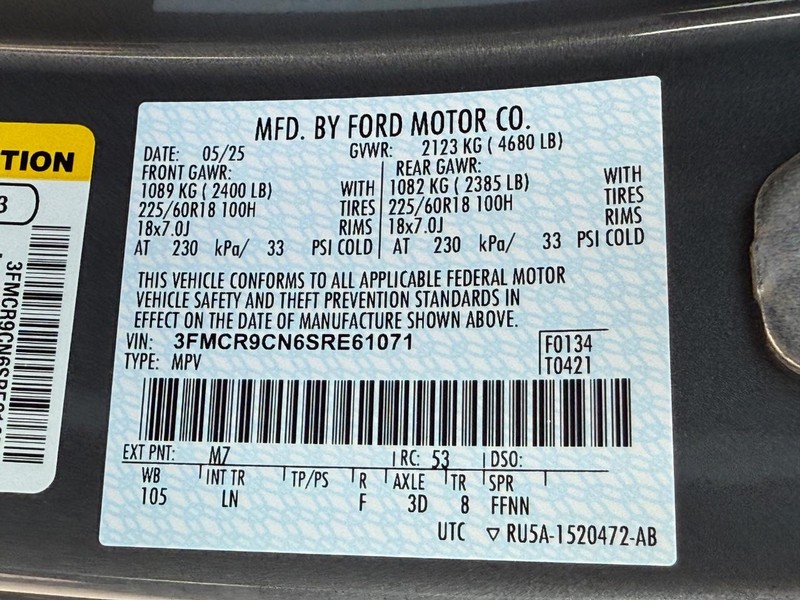 MFD. BY FORD MOTOR CO.
DATE: 05/25 GVWR: 2123 KG ( 4680 LB)
FRONT GAWR: REAR GAWR:
1089 KG ( 2400 LB) WITH 1082 KG ( 2385 LB) WITH
225/60R18 100H TIRES 225/60R18 100H TIRES
18x7.0J RIMS 18x7.0J RIMS
AT 230 kPa/ 33 PSI COLD AT 230 kPa/ 33 PSI COLD
THIS VEHICLE CONFORMS TO ALL APPLICABLE FEDERAL MOTOR
VEHICLE SAFETY AND THEFT PREVENTION STANDARDS IN
EFFECT ON THE DATE OF MANUFACTURE SHOWN ABOVE.
VIN: 3FMCR9CN6SRE61071 F0134
TYPE: MPV T0421
EXT PNT: M7 RC: 53 DSO:
WB INT TR TP/PS R AXLE TR SPR
105 LN F 3D 8 FFNN
UTC ▽ RU5A-1520472-AB
TION
3